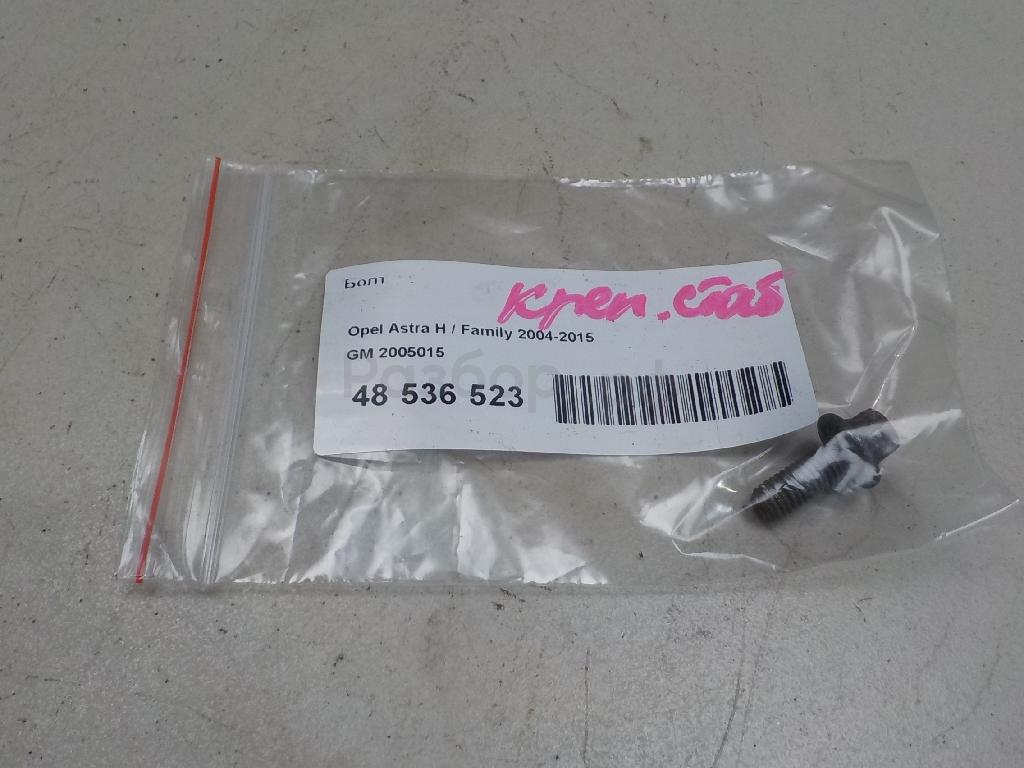 Болт
Креп. стаб
Opel Astra H / Family 2004-2015
GM 2005015
48 536 523